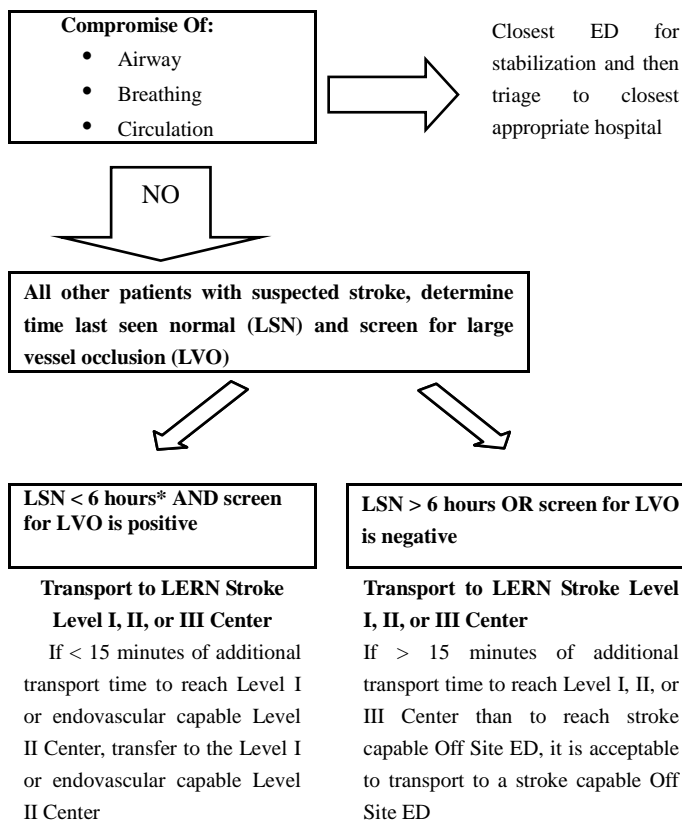 Compromise Of:
• Airway
• Breathing
• Circulation
Closest ED for
stabilization and then
triage to closest
appropriate hospital
NO
All other patients with suspected stroke, determine
time last seen normal (LSN) and screen for large
vessel occlusion (LVO)
LSN < 6 hours* AND screen
for LVO is positive
LSN > 6 hours OR screen for LVO
is negative
Transport to LERN Stroke
Level I, II, or III Center
If < 15 minutes of additional
transport time to reach Level I
or endovascular capable Level
II Center, transfer to the Level I
or endovascular capable Level
II Center
Transport to LERN Stroke Level
I, II, or III Center
If > 15 minutes of additional
transport time to reach Level I, II, or
III Center than to reach stroke
capable Off Site ED, it is acceptable
to transport to a stroke capable Off
Site ED